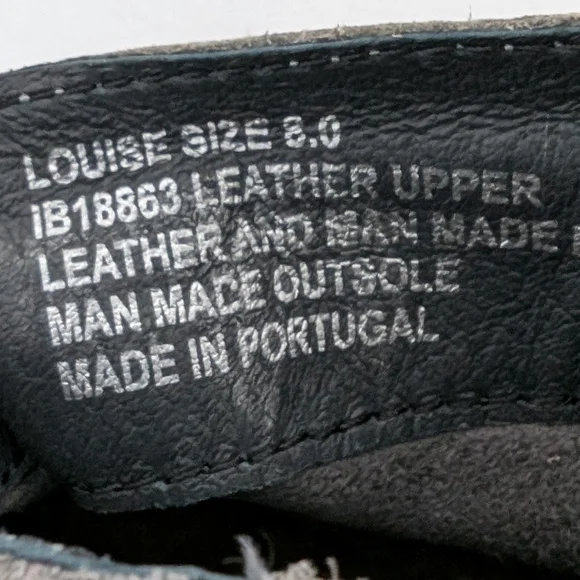 LOUISE SIZE 8.0
IB18863 LEATHER UPPER
LEATHER AND MAN MADE
MAN MADE OUTSOLE
MADE IN PORTUGAL